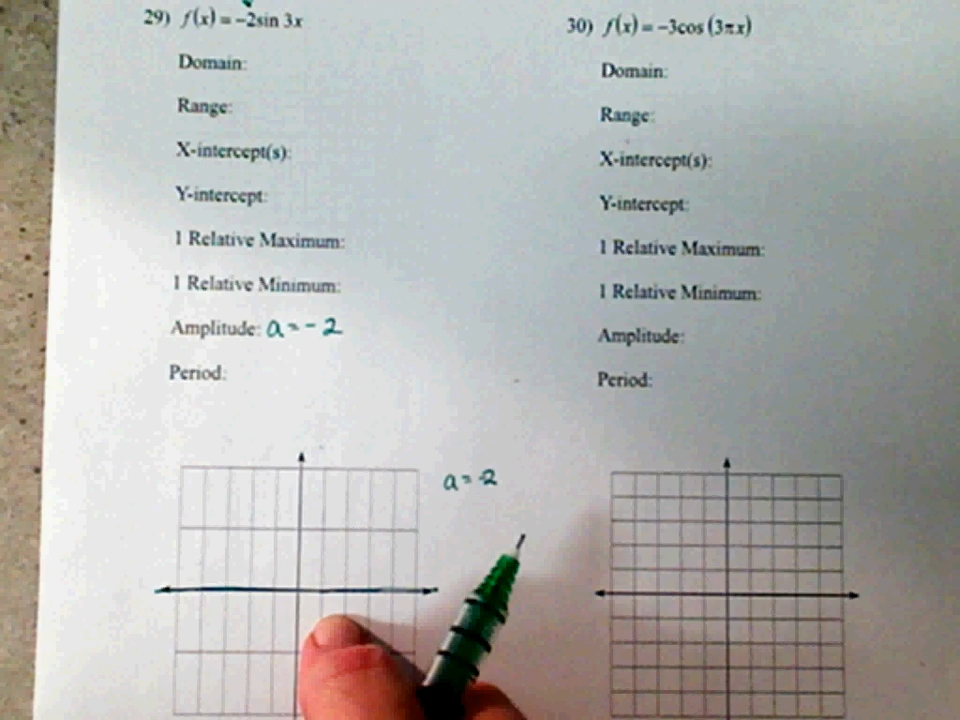 29) f(x) = -2sin 3x
Domain:
Range:
X-intercept(s):
Y-intercept:
1 Relative Maximum:
1 Relative Minimum:
Amplitude: a = -2
Period:
a = -2
30) f(x) = -3cos (3πx)
Domain:
Range:
X-intercept(s):
Y-intercept:
1 Relative Maximum:
1 Relative Minimum:
Amplitude:
Period: